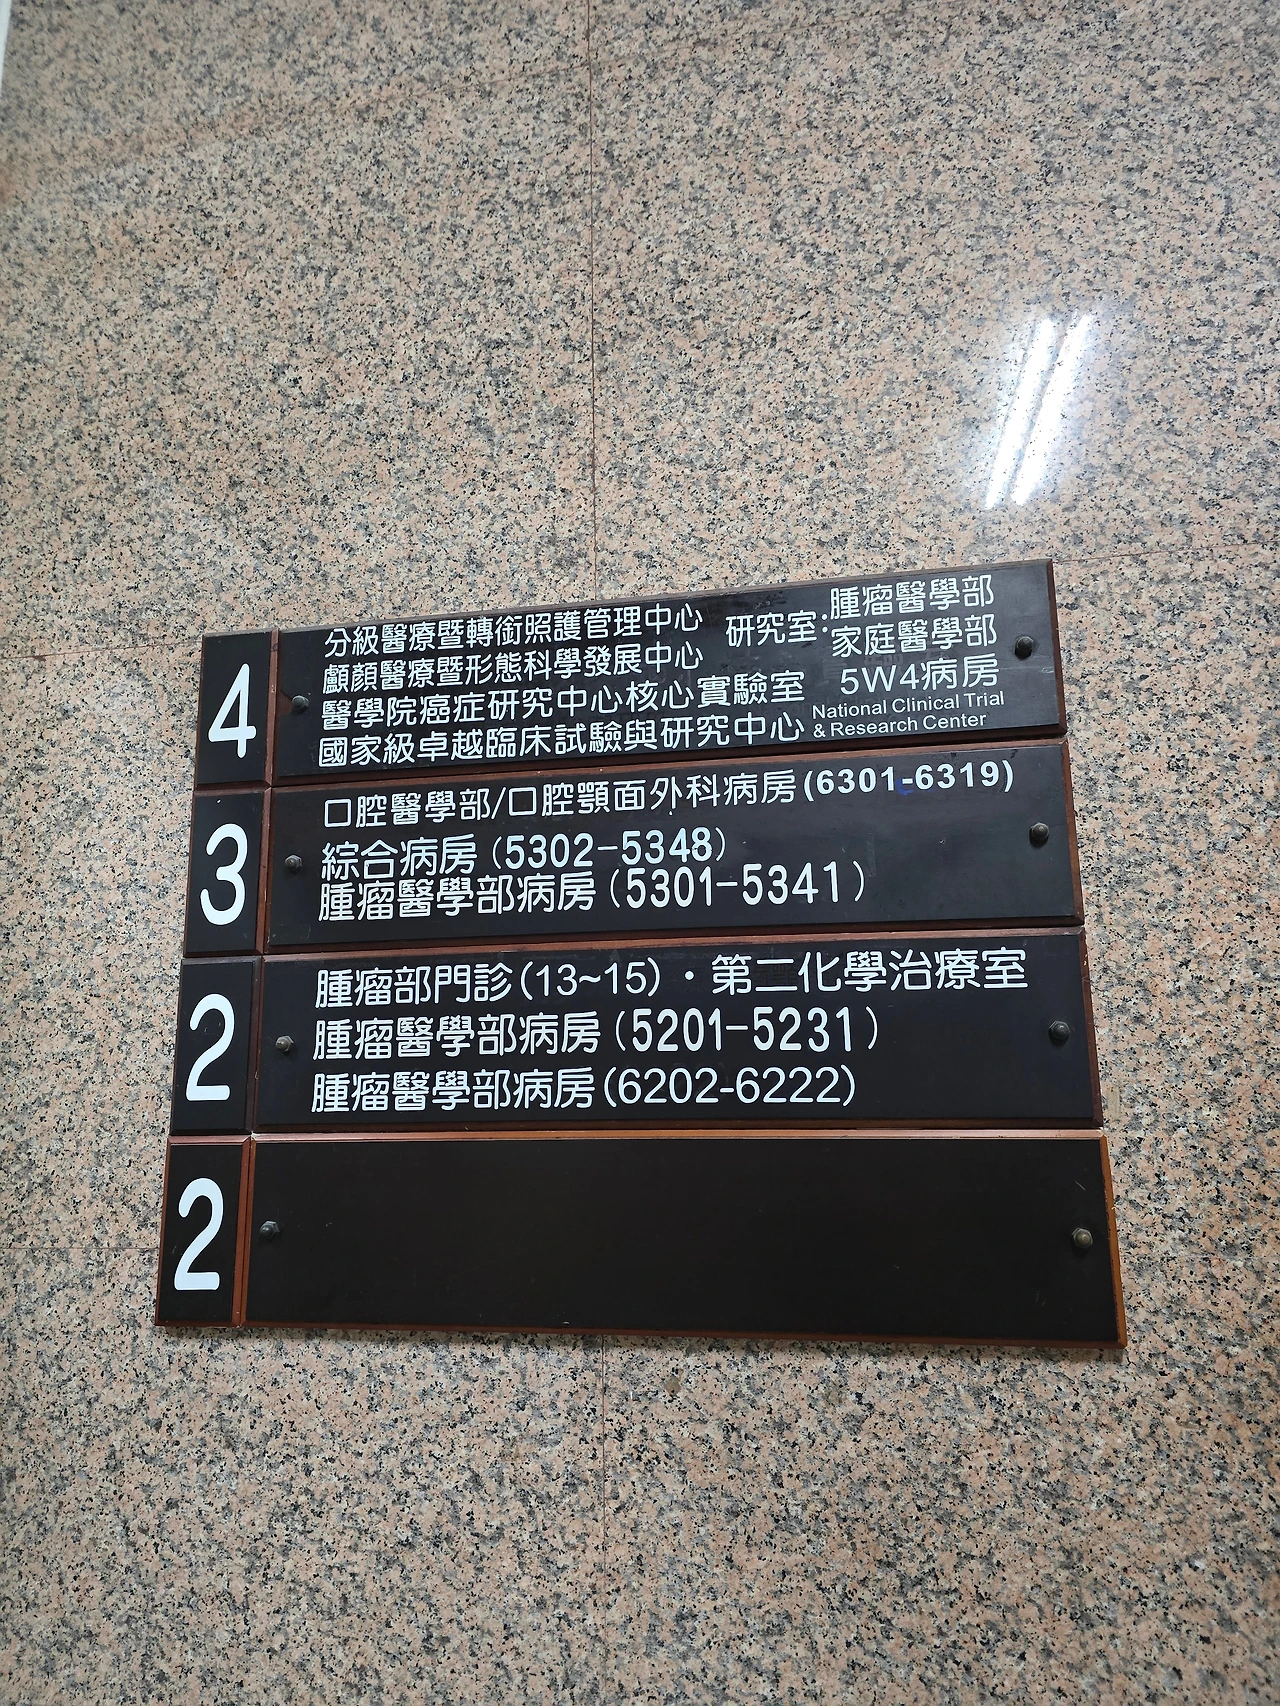 4
分級醫療暨轉銜照護管理中心
顱顏醫療暨形態科學發展中心
醫學院癌症研究中心核心實驗室
國家級卓越臨床試驗與研究中心
研究室:腫瘤醫學部
家庭醫學部
5W4病房
National Clinical Trial
& Research Center
3
口腔醫學部/口腔顎面外科病房(6301-6319)
綜合病房(5302-5348)
腫瘤醫學部病房(5301-5341)
2
腫瘤部門診(13~15)・第二化學治療室
腫瘤醫學部病房(5201-5231)
腫瘤醫學部病房(6202-6222)
2